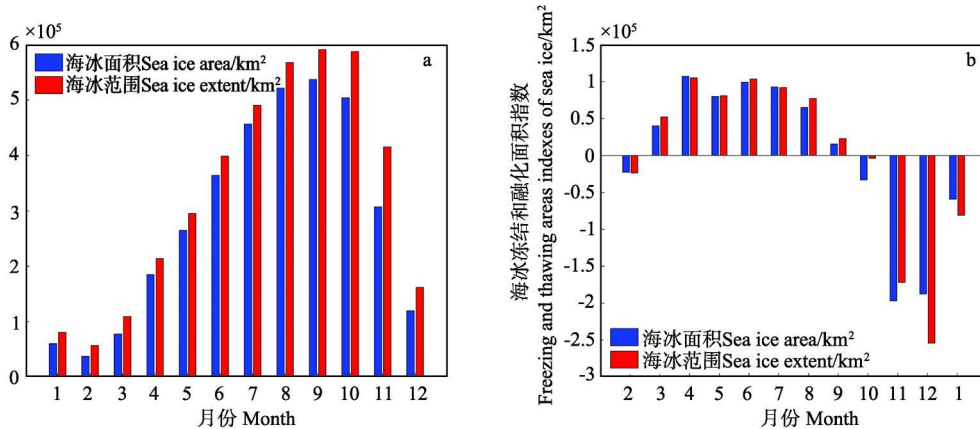 ×10⁵
a
海冰面积Sea ice area/km²
海冰范围Sea ice extent/km²
6
5
4
3
2
1
0
1 2 3 4 5 6 7 8 9 10 11 12
月份 Month
海冰冻结和融化面积指数
Freezing and thawing areas indexes of sea ice/km²
×10⁵
b
1.5
1
0.5
0
-0.5
-1
-1.5
-2
-2.5
-3
海冰面积Sea ice area/km²
海冰范围Sea ice extent/km²
2 3 4 5 6 7 8 9 10 11 12 1
月份 Month